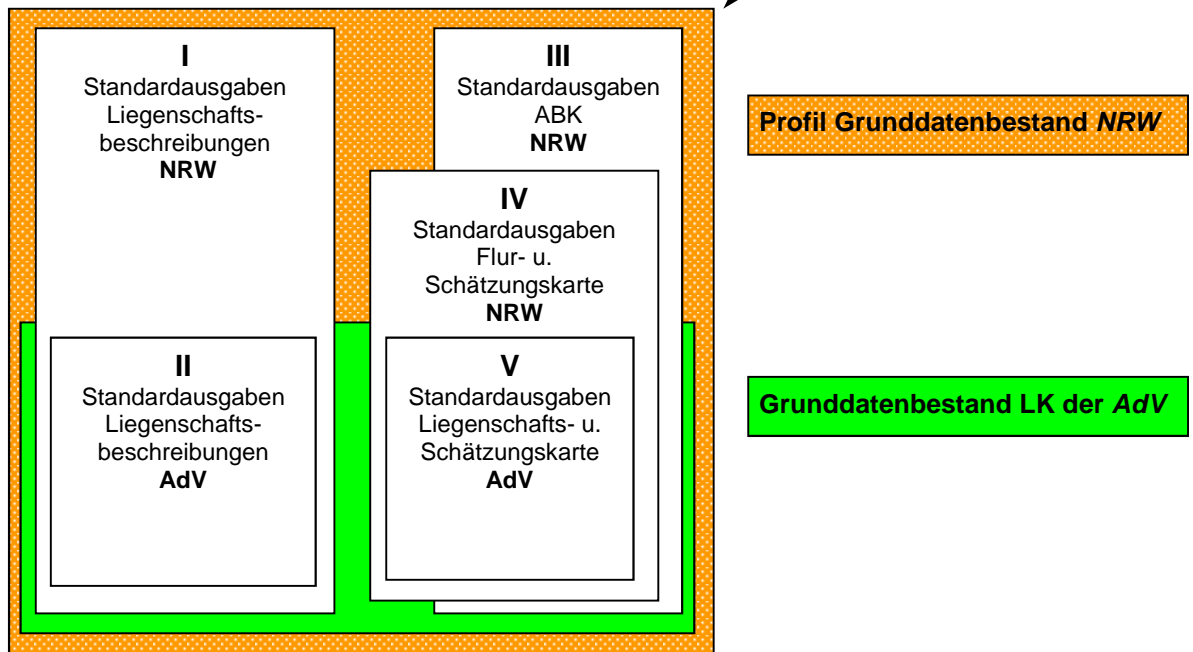 I
Standardausgaben
Liegenschafts-
beschreibungen
NRW
II
Standardausgaben
Liegenschafts-
beschreibungen
AdV
III
Standardausgaben
ABK
NRW
IV
Standardausgaben
Flur- u.
Schätzungskarte
NRW
V
Standardausgaben
Liegenschafts- u.
Schätzungskarte
AdV
Profil Grunddatenbestand NRW
Grunddatenbestand LK der AdV